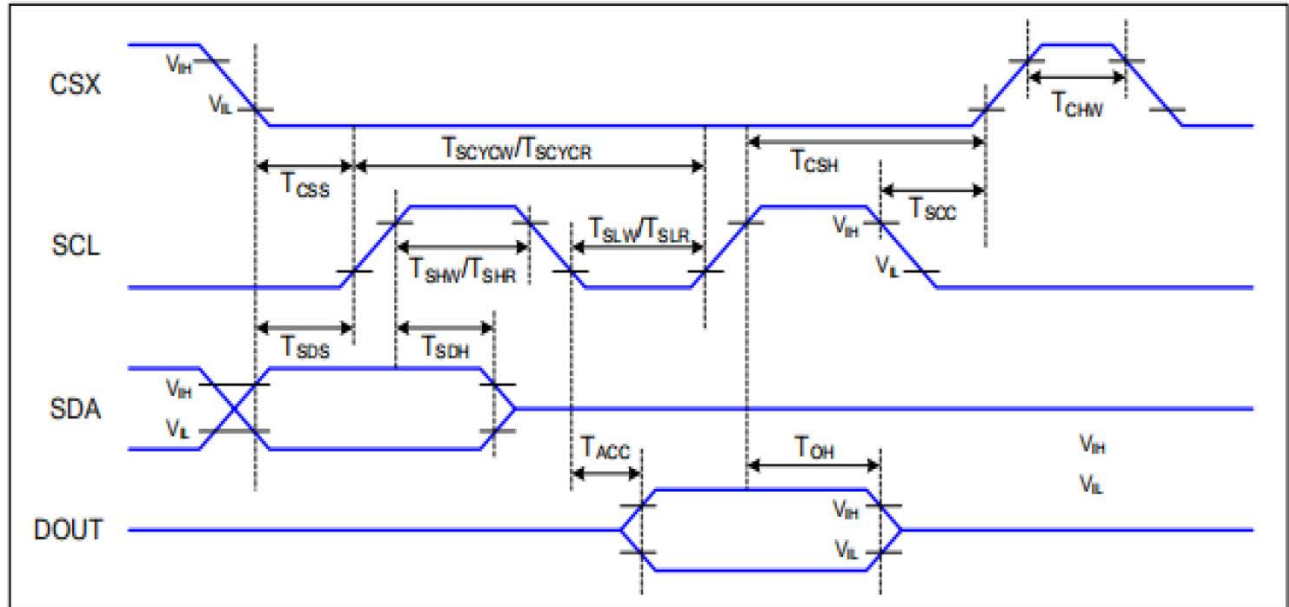 CSX
VIH
VIL
TCHW
TSCYCW/TSCYCR
TCSS
TCSH
TSCC
SCL
TSHW/TSHR
TSLW/TSLR
VIH
VIL
TSDS
TSDH
SDA
VIH
VIL
TACC
TOH
VIH
VIL
DOUT
VIH
VIL